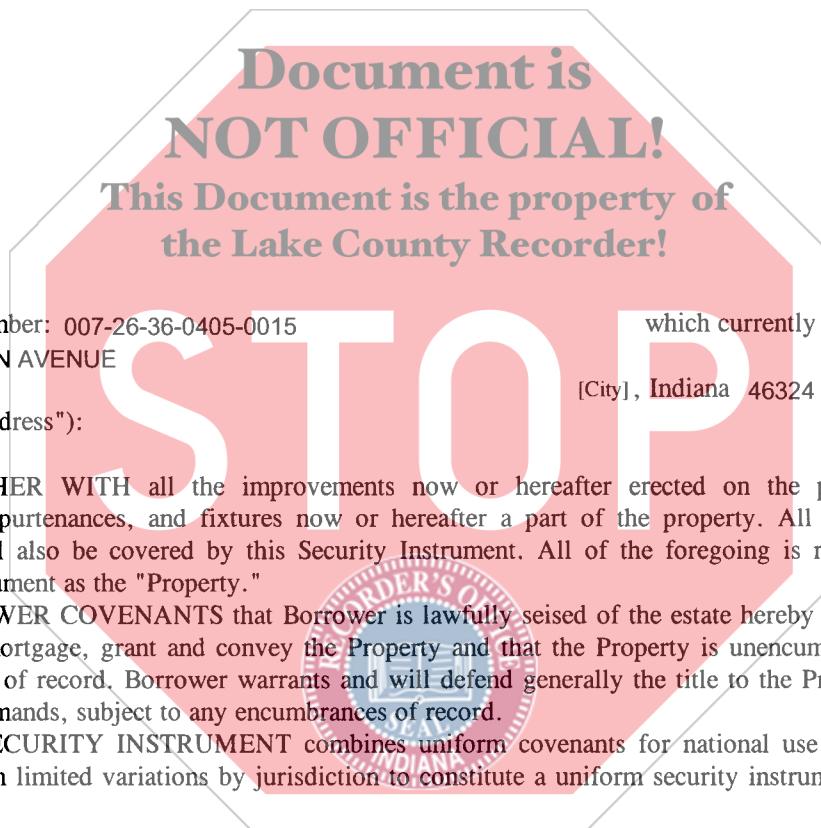 Document is
NOT OFFICIAL!
This Document is the property of
the Lake County Recorder!
STOP
mber: 007-26-36-0405-0015 which currently
N AVENUE
[City], Indiana 46324
dress"):
HER WITH all the improvements now or hereafter erected on the p
purtenances, and fixtures now or hereafter a part of the property. All
l also be covered by this Security Instrument. All of the foregoing is r
ument as the "Property."
WER COVENANTS that Borrower is lawfully seised of the estate hereby
ortgage, grant and convey the Property and that the Property is unencum
of record. Borrower warrants and will defend generally the title to the Pr
mands, subject to any encumbrances of record.
ECURITY INSTRUMENT combines uniform covenants for national use
n limited variations by jurisdiction to constitute a uniform security instrum
RECORDER'S OFFICE
SEAL
INDIANA